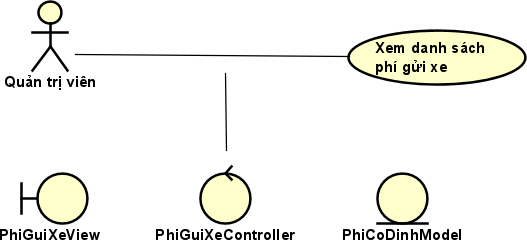 Xem danh sách
phí gửi xe
Quản trị viên
PhiGuiXeView
PhiGuiXeController
PhiCoDinhModel